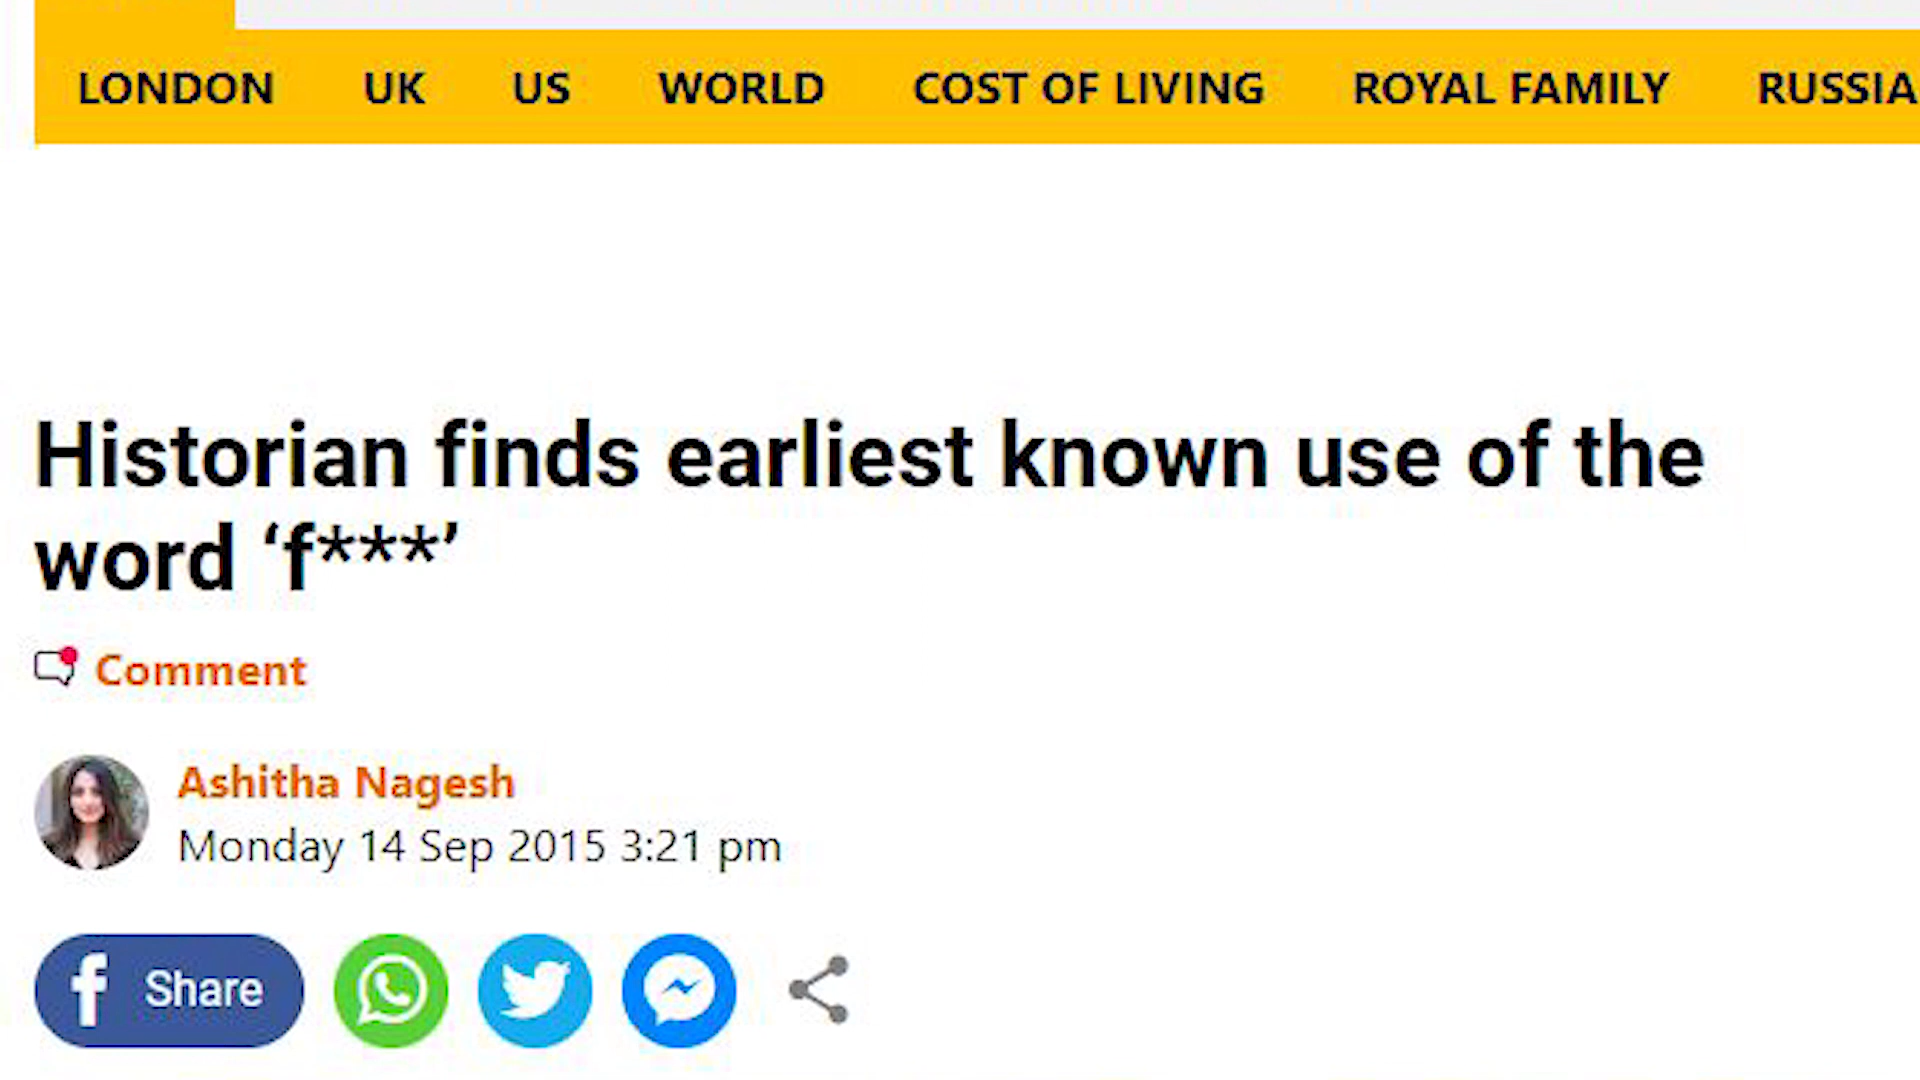 LONDON UK US WORLD COST OF LIVING ROYAL FAMILY RUSSIA
Historian finds earliest known use of the
word ‘f***’
Comment
Ashitha Nagesh
Monday 14 Sep 2015 3:21 pm
f Share